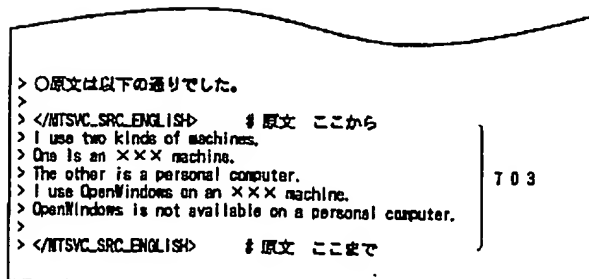 > ○原文は以下の通りでした。
>
> </MTSVC_SRC_ENGLISH> # 原文 ここから
> I use two kinds of machines.
> One is an ××× machine.
> The other is a personal computer.
> I use OpenWindows on an ××× machine.
> OpenWindows is not available on a personal computer.
>
> </MTSVC_SRC_ENGLISH> # 原文 ここまで
703